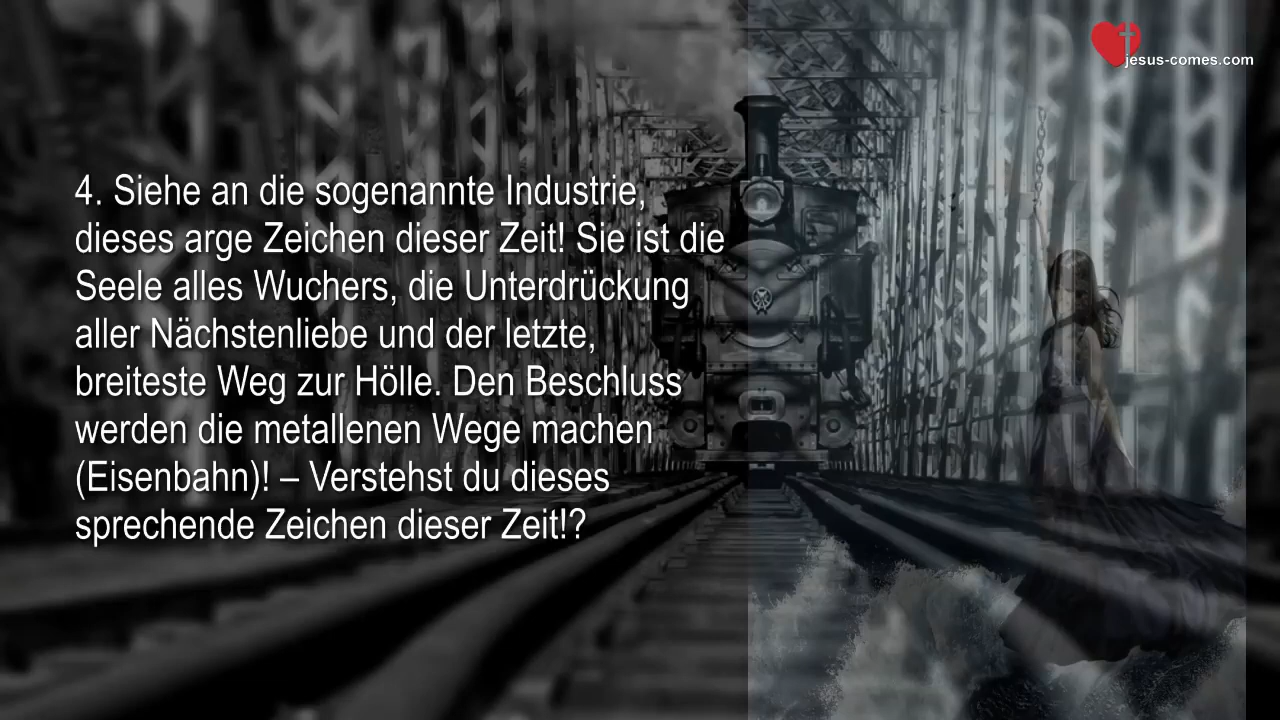 jesus-comes.com
4. Siehe an die sogenannte Industrie,
dieses arge Zeichen dieser Zeit! Sie ist die
Seele alles Wuchers, die Unterdrückung
aller Nächstenliebe und der letzte,
breiteste Weg zur Hölle. Den Beschluss
werden die metallenen Wege machen
(Eisenbahn)! – Verstehst du dieses
sprechende Zeichen dieser Zeit!?